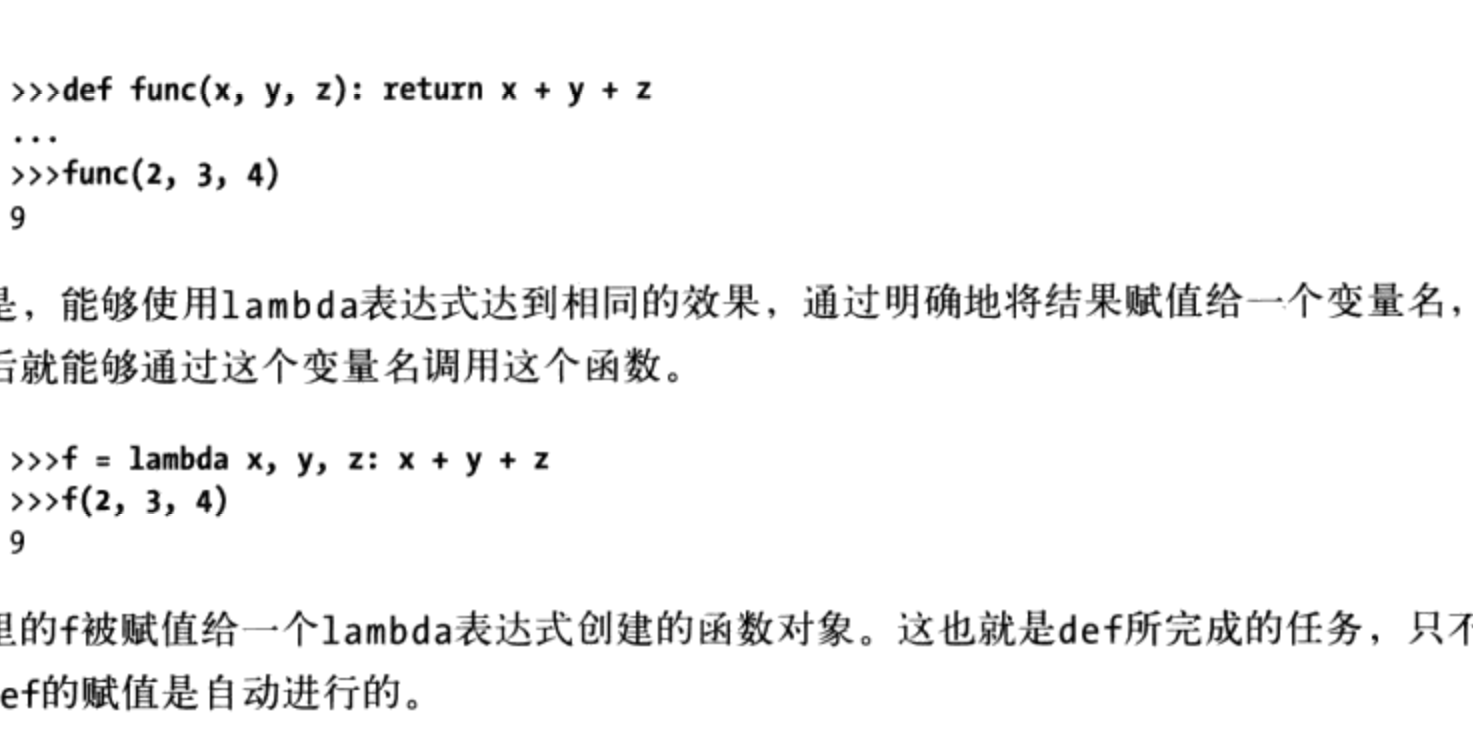 >>>def func(x, y, z): return x + y + z
...
>>>func(2, 3, 4)
9
是，能够使用lambda表达式达到相同的效果，通过明确地将结果赋值给一个变量名，
后就能够通过这个变量名调用这个函数。
>>>f = lambda x, y, z: x + y + z
>>>f(2, 3, 4)
9
里的f被赋值给一个lambda表达式创建的函数对象。这也就是def所完成的任务，只不
ef的赋值是自动进行的。